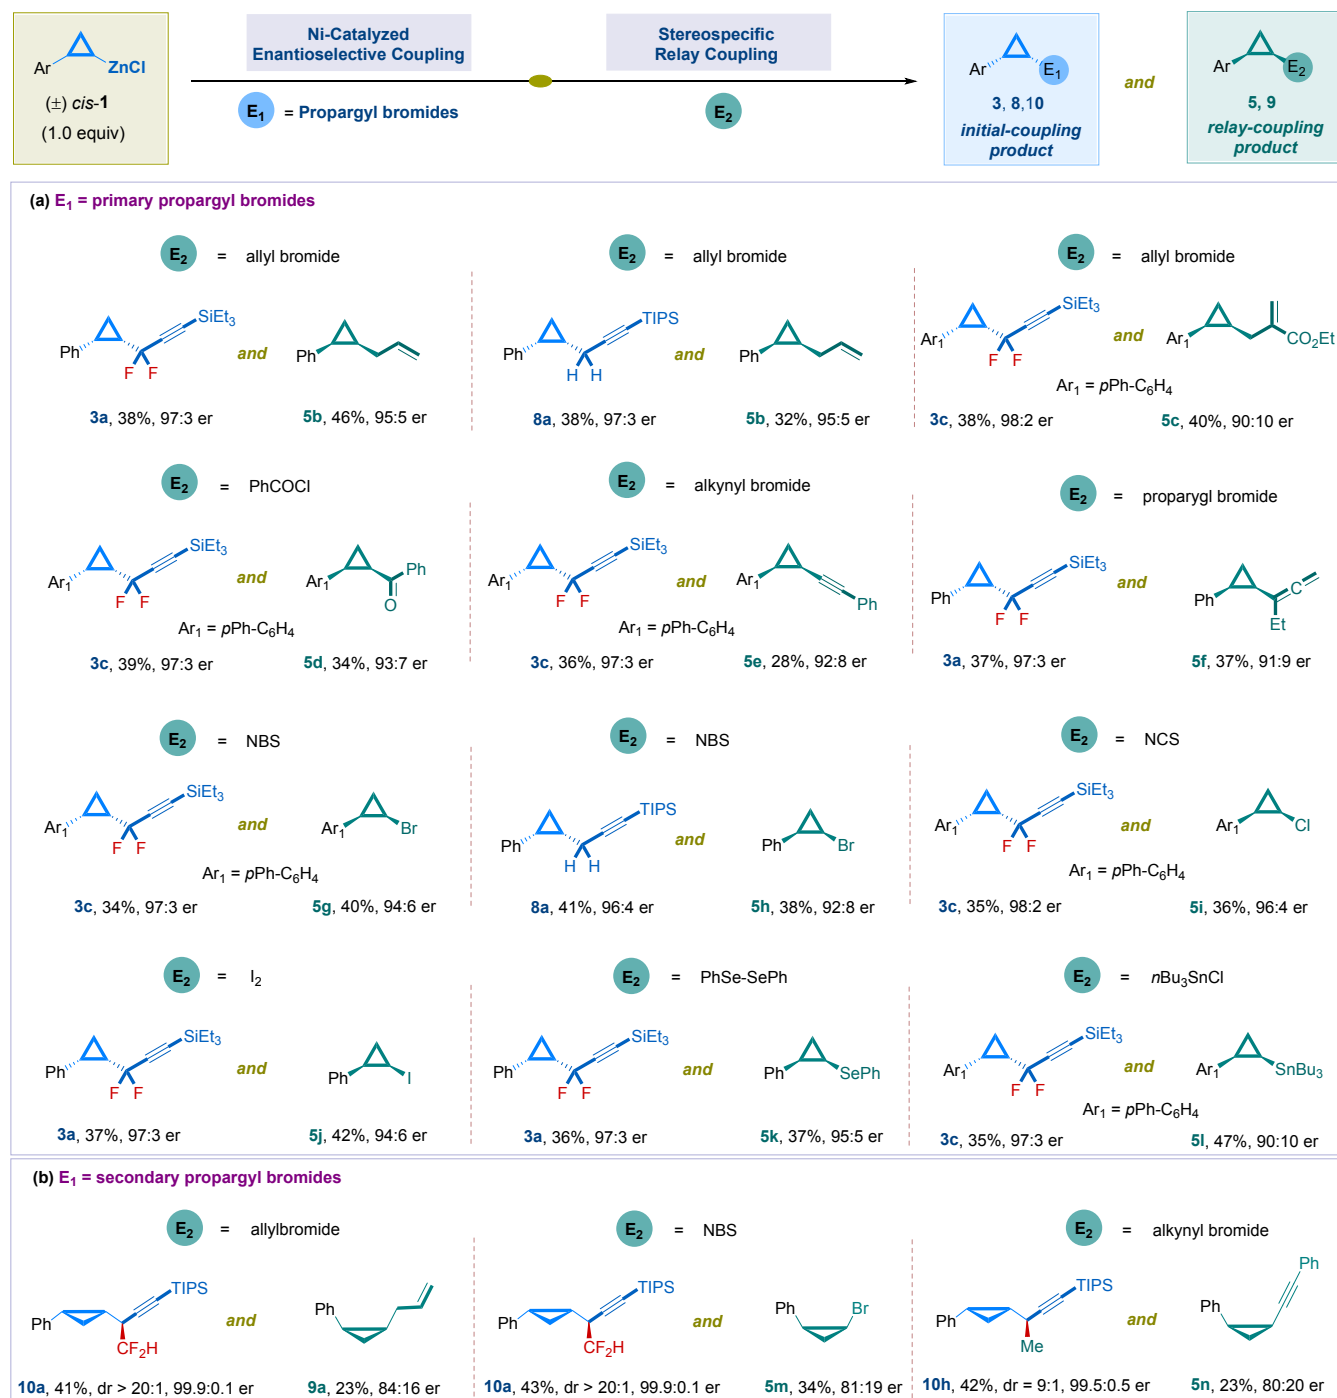 Ar
ZnCl
(±) cis-1
(1.0 equiv)
Ni-Catalyzed
Enantioselective Coupling
Stereospecific
Relay Coupling
E1 = Propargyl bromides
E2
Ar
E1
3, 8,10
initial-coupling
product
and
Ar
E2
5, 9
relay-coupling
product
(a) E1 = primary propargyl bromides
E2 = allyl bromide
Ph
F F
SiEt3
and
Ph
3a, 38%, 97:3 er
5b, 46%, 95:5 er
E2 = allyl bromide
Ph
H H
TIPS
and
Ph
8a, 38%, 97:3 er
5b, 32%, 95:5 er
E2 = allyl bromide
Ar1
F F
SiEt3
and
Ar1
CO2Et
Ar1 = pPh-C6H4
3c, 38%, 98:2 er
5c, 40%, 90:10 er
E2 = PhCOCl
Ar1
F F
SiEt3
and
Ar1
Ph
O
Ar1 = pPh-C6H4
3c, 39%, 97:3 er
5d, 34%, 93:7 er
E2 = alkynyl bromide
Ar1
F F
SiEt3
and
Ar1
Ph
Ar1 = pPh-C6H4
3c, 36%, 97:3 er
5e, 28%, 92:8 er
E2 = proparygl bromide
Ph
F F
SiEt3
and
Ph
Et
3a, 37%, 97:3 er
5f, 37%, 91:9 er
E2 = NBS
Ar1
F F
SiEt3
and
Ar1
Br
Ar1 = pPh-C6H4
3c, 34%, 97:3 er
5g, 40%, 94:6 er
E2 = NBS
Ph
H H
TIPS
and
Ph
Br
8a, 41%, 96:4 er
5h, 38%, 92:8 er
E2 = NCS
Ar1
F F
SiEt3
and
Ar1
Cl
Ar1 = pPh-C6H4
3c, 35%, 98:2 er
5i, 36%, 96:4 er
E2 = I2
Ph
F F
SiEt3
and
Ph
I
3a, 37%, 97:3 er
5j, 42%, 94:6 er
E2 = PhSe-SePh
Ph
F F
SiEt3
and
Ph
SePh
3a, 36%, 97:3 er
5k, 37%, 95:5 er
E2 = nBu3SnCl
Ar1
F F
SiEt3
and
Ar1
SnBu3
Ar1 = pPh-C6H4
3c, 35%, 97:3 er
5l, 47%, 90:10 er
(b) E1 = secondary propargyl bromides
E2 = allylbromide
Ph
CF2H
TIPS
and
Ph
10a, 41%, dr > 20:1, 99.9:0.1 er
9a, 23%, 84:16 er
E2 = NBS
Ph
CF2H
TIPS
and
Ph
Br
10a, 43%, dr > 20:1, 99.9:0.1 er
5m, 34%, 81:19 er
E2 = alkynyl bromide
Ph
Me
TIPS
and
Ph
Ph
10h, 42%, dr = 9:1, 99.5:0.5 er
5n, 23%, 80:20 er